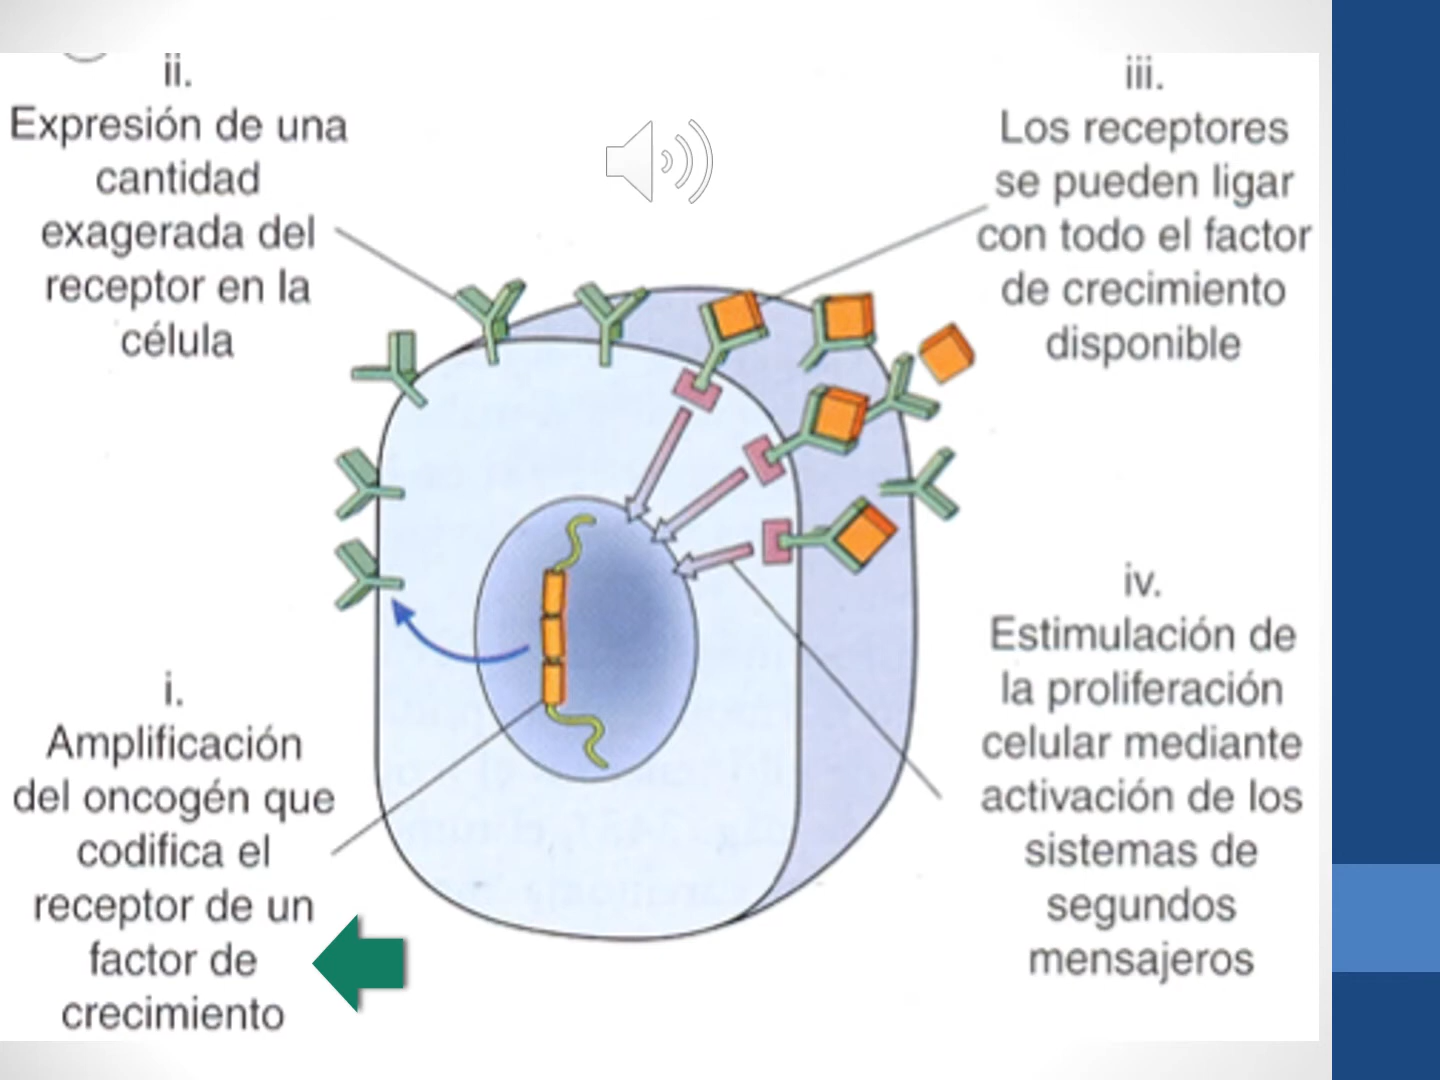 ii.
Expresión de una
cantidad
exagerada del
receptor en la
célula
iii.
Los receptores
se pueden ligar
con todo el factor
de crecimiento
disponible
i.
Amplificación
del oncogén que
codifica el
receptor de un
factor de
crecimiento
iv.
Estimulación de
la proliferación
celular mediante
activación de los
sistemas de
segundos
mensajeros